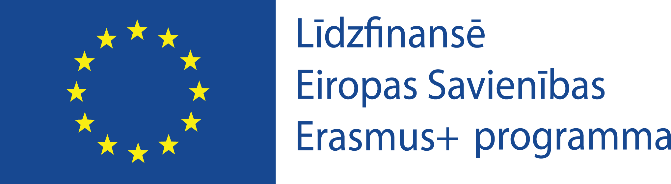 Līdzfinansē
Eiropas Savienības
Erasmus+ programma